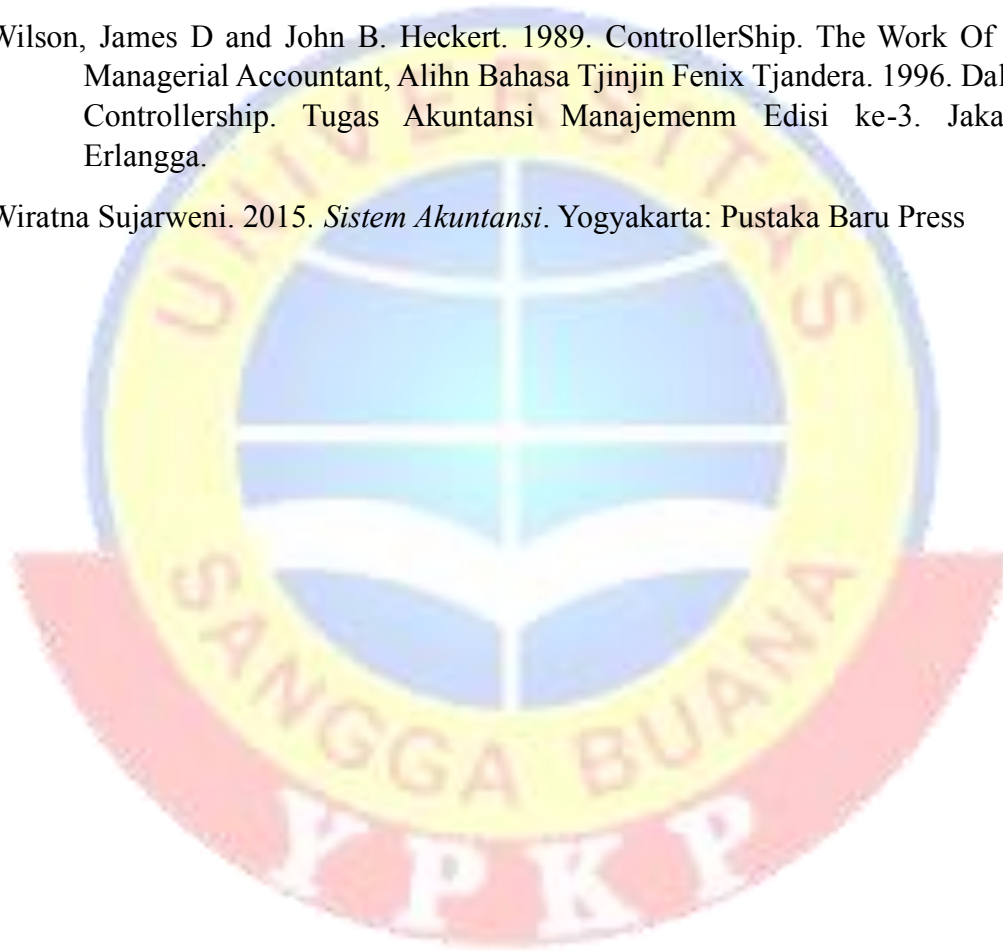 Wilson, James D and John B. Heckert. 1989. ControllerShip. The Work Of
Managerial Accountant, Alihn Bahasa Tjinjin Fenix Tjandera. 1996. Dal
Controllership. Tugas Akuntansi Manajemenm Edisi ke-3. Jaka
Erlangga.
Wiratna Sujarweni. 2015. Sistem Akuntansi. Yogyakarta: Pustaka Baru Press
UNIVERSITAS
SANGGA BUANA
YPKP